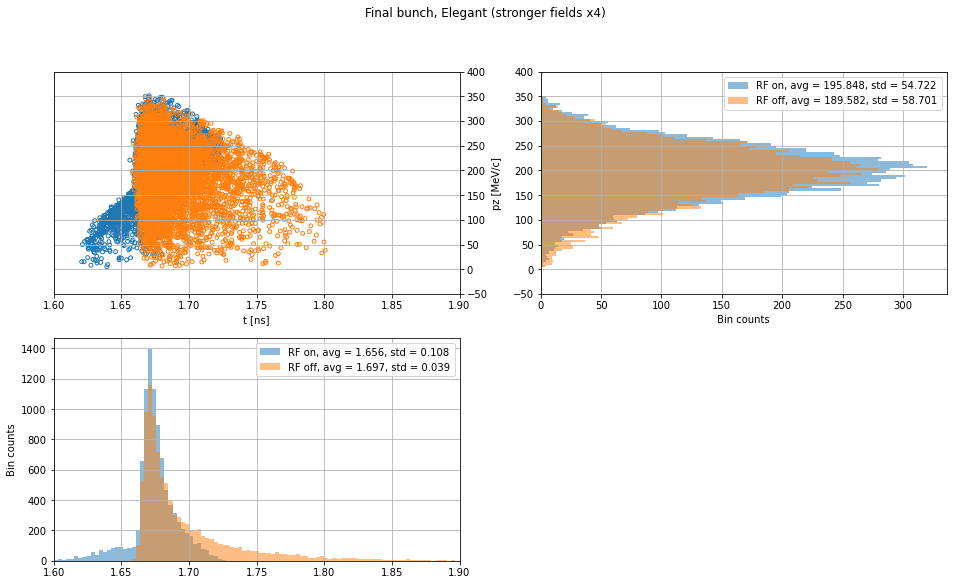 Final bunch, Elegant (stronger fields x4)
400
350
300
250
200
150
100
50
0
-50
1.60 1.65 1.70 1.75 1.80 1.85 1.90
t [ns]
pz [MeV/c]
400
350
300
250
200
150
100
50
0
-50
RF on, avg = 195.848, std = 54.722
RF off, avg = 189.582, std = 58.701
0 50 100 150 200 250 300
Bin counts
Bin counts
1400
1200
1000
800
600
400
200
0
RF on, avg = 1.656, std = 0.108
RF off, avg = 1.697, std = 0.039
1.60 1.65 1.70 1.75 1.80 1.85 1.90